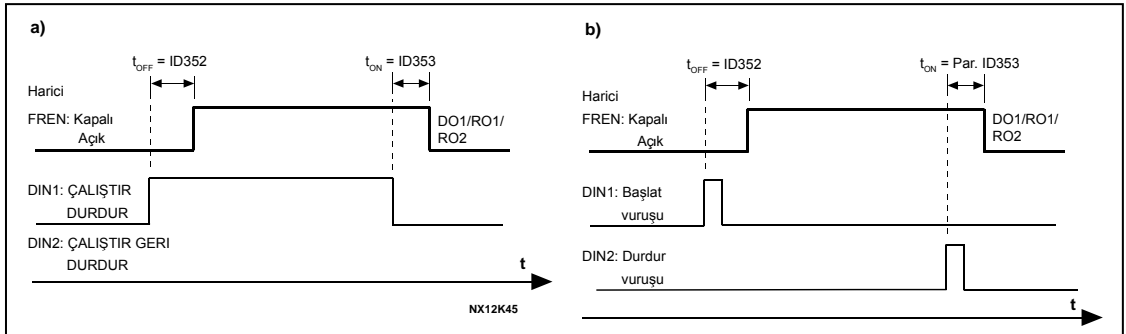 a)
t_OFF = ID352
t_ON = ID353
Harici
FREN: Kapalı
Açık
DO1/RO1/
RO2
DIN1: ÇALIŞTIR
DURDUR
DIN2: ÇALIŞTIR GERI
DURDUR
t
NX12K45
b)
t_OFF = ID352
t_ON = Par. ID353
Harici
FREN: Kapalı
Açık
DO1/RO1/
RO2
DIN1: Başlat
vuruşu
DIN2: Durdur
vuruşu
t